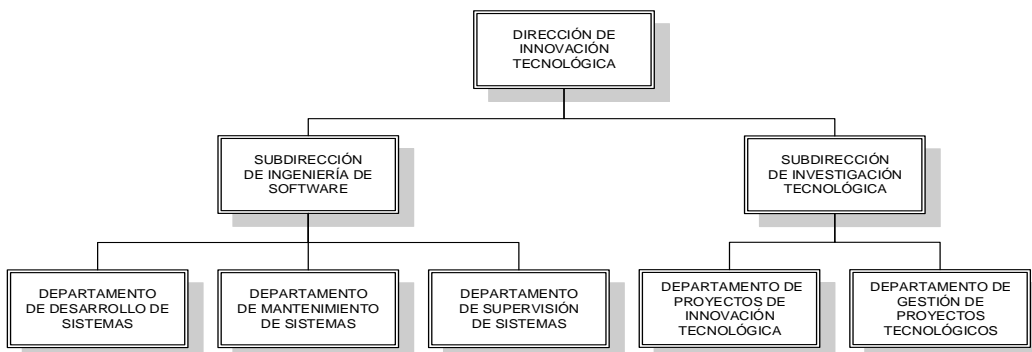 DIRECCIÓN DE
INNOVACIÓN
TECNOLÓGICA
SUBDIRECCIÓN
DE INGENIERÍA DE
SOFTWARE
SUBDIRECCIÓN
DE INVESTIGACIÓN
TECNOLÓGICA
DEPARTAMENTO
DE DESARROLLO DE
SISTEMAS
DEPARTAMENTO
DE MANTENIMIENTO
DE SISTEMAS
DEPARTAMENTO
DE SUPERVISIÓN
DE SISTEMAS
DEPARTAMENTO DE
PROYECTOS DE
INNOVACIÓN
TECNOLÓGICA
DEPARTAMENTO DE
GESTIÓN DE
PROYECTOS
TECNOLÓGICOS